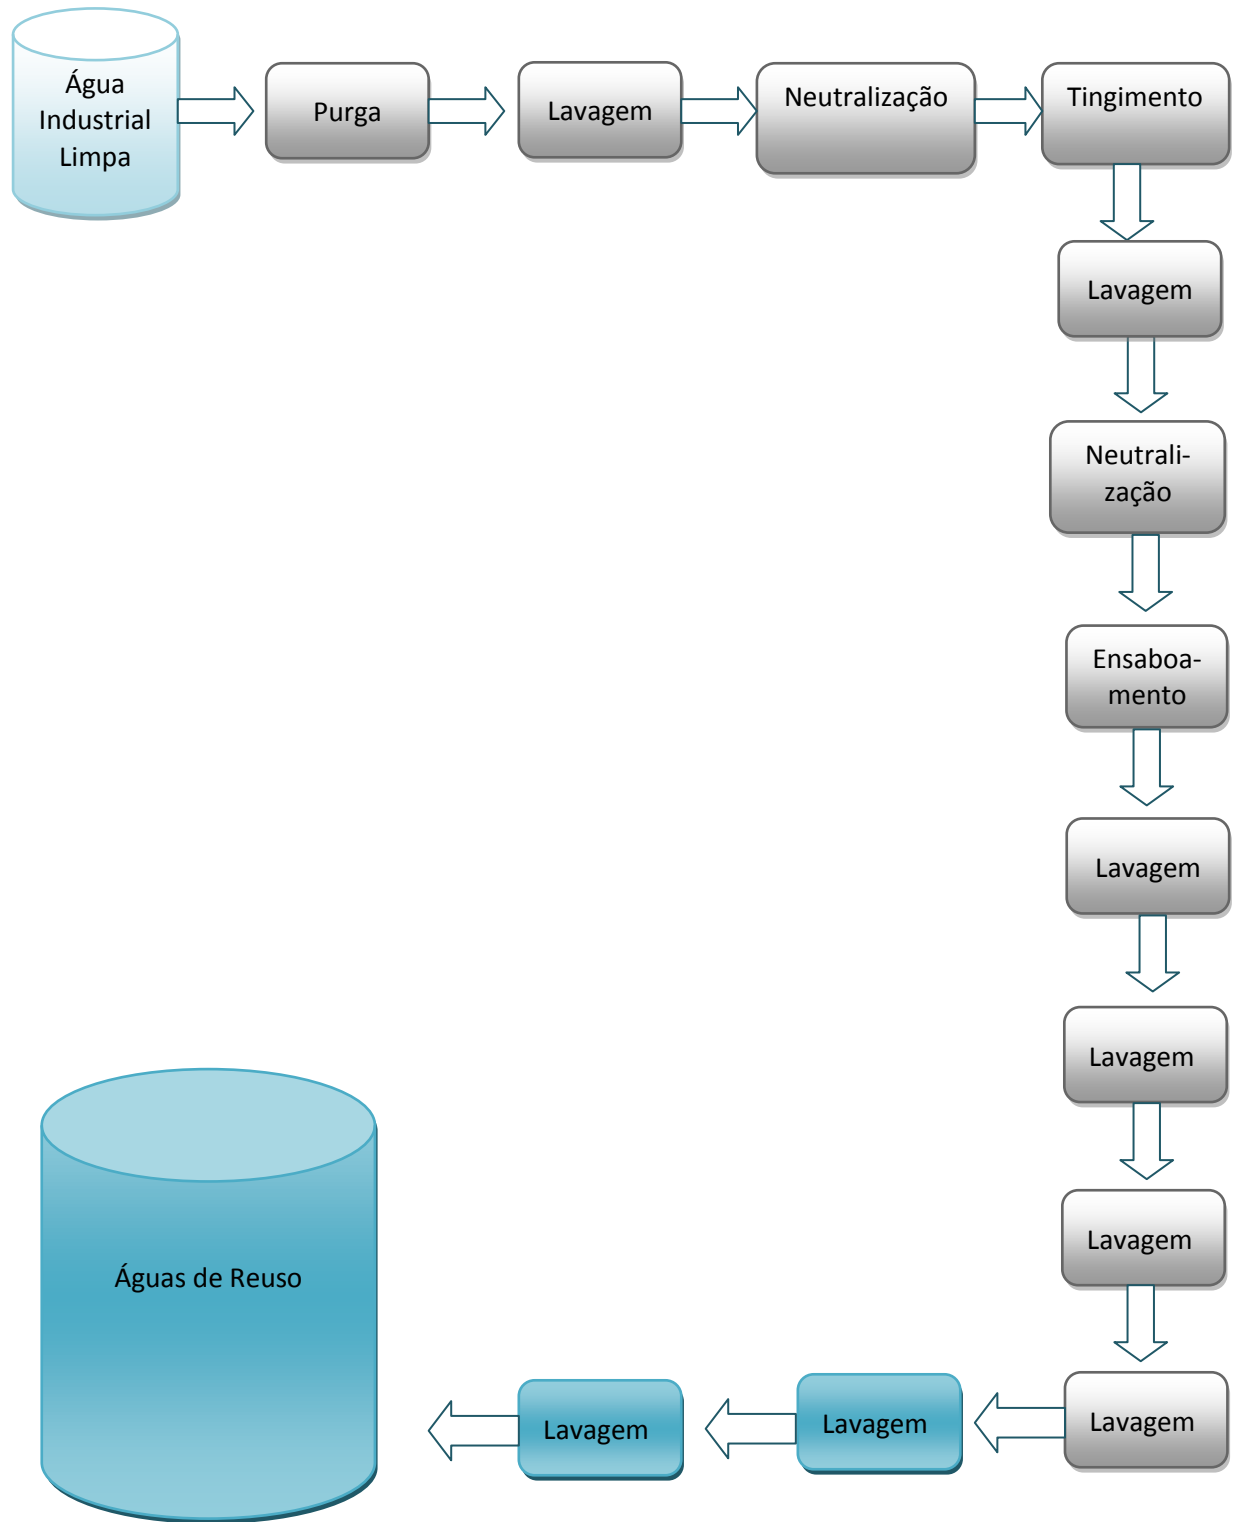 Água
Industrial
Limpa
Purga
Lavagem
Neutralização
Tingimento
Lavagem
Neutrali-
zação
Ensaboa-
mento
Lavagem
Lavagem
Lavagem
Lavagem
Lavagem
Lavagem
Águas de Reuso